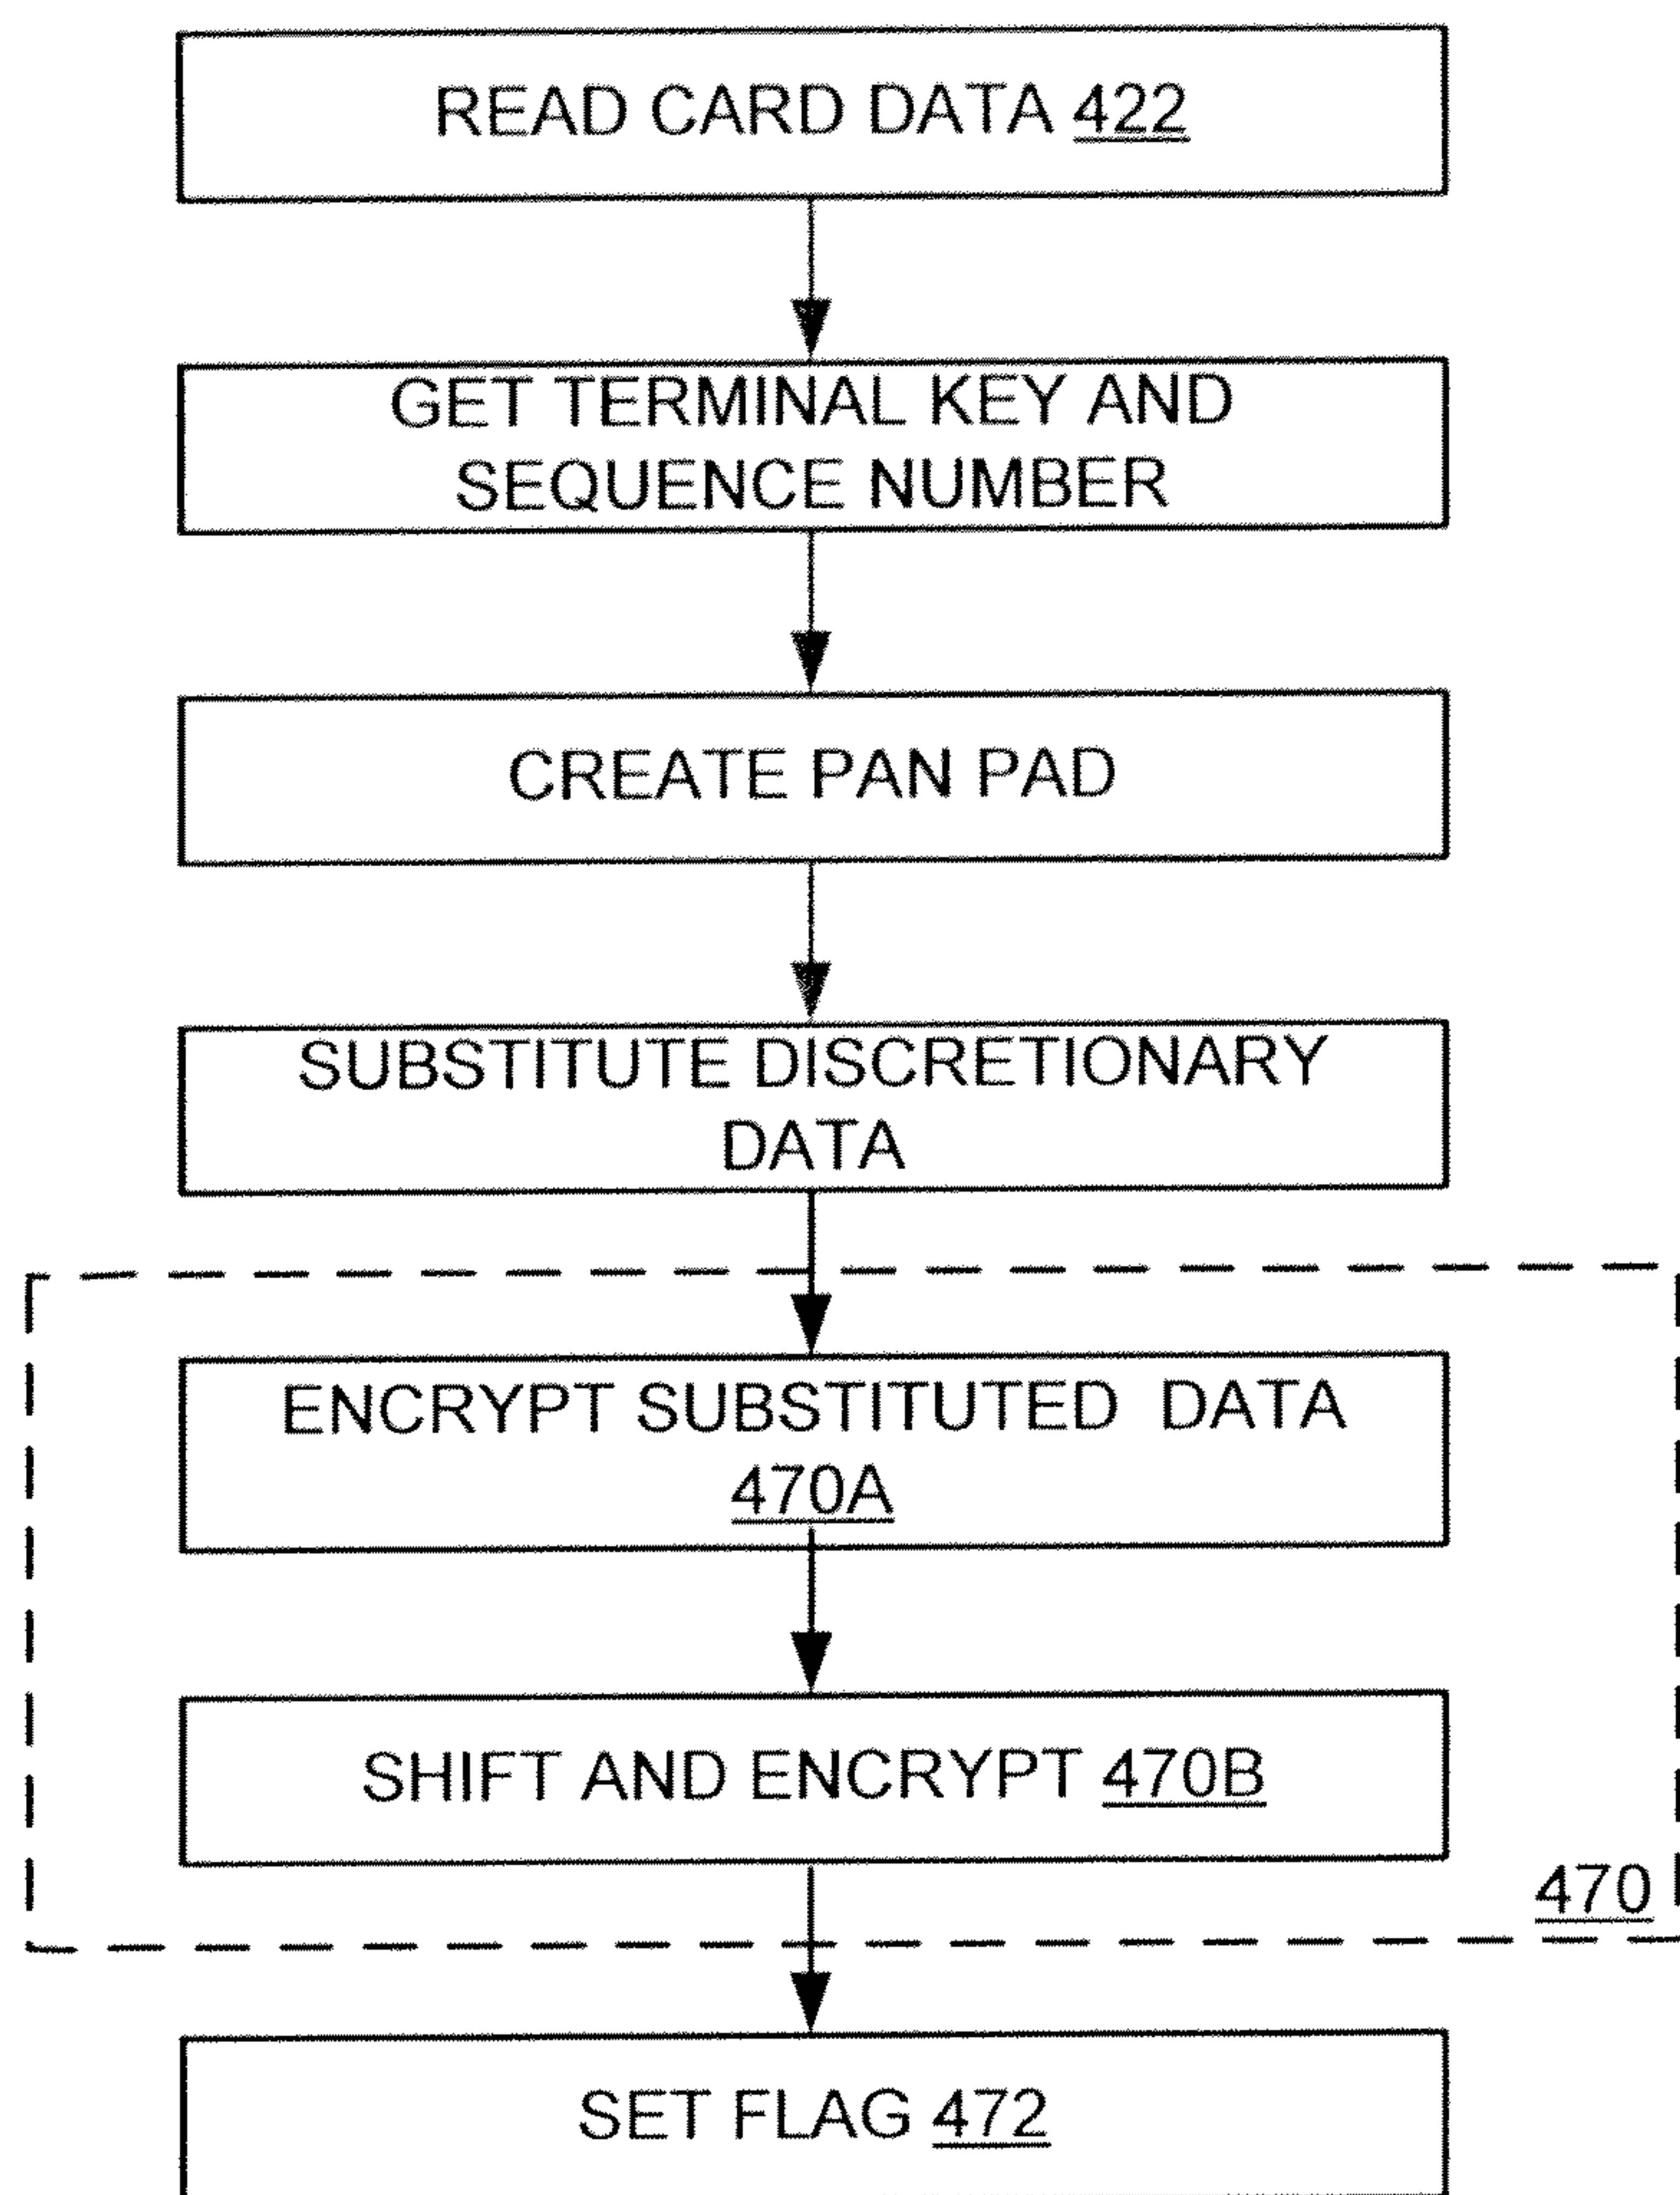 READ CARD DATA 422
GET TERMINAL KEY AND
SEQUENCE NUMBER
CREATE PAN PAD
SUBSTITUTE DISCRETIONARY
DATA
ENCRYPT SUBSTITUTED DATA
470A
SHIFT AND ENCRYPT 470B
470
SET FLAG 472